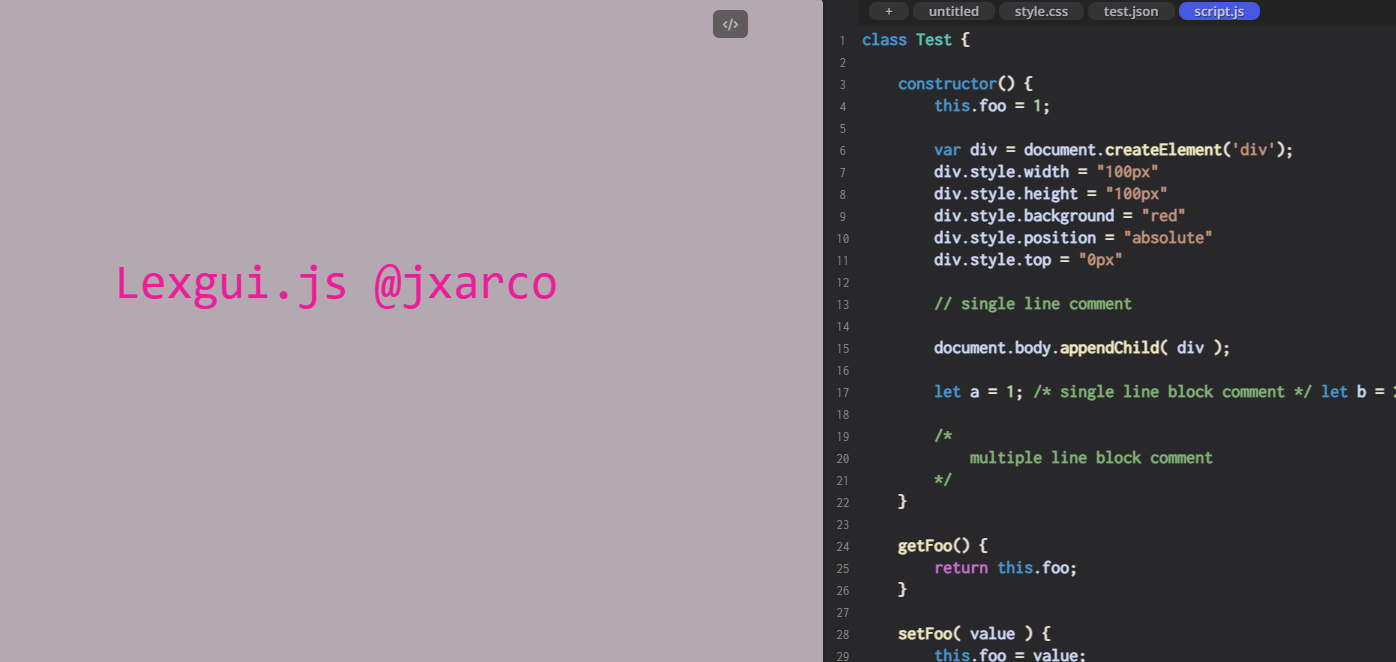 </>
Lexgui.js @jxarco
+ untitled style.css test.json script.js
1 class Test {
2
3 constructor() {
4 this.foo = 1;
5
6 var div = document.createElement('div');
7 div.style.width = "100px"
8 div.style.height = "100px"
9 div.style.background = "red"
10 div.style.position = "absolute"
11 div.style.top = "0px"
12
13 // single line comment
14
15 document.body.appendChild( div );
16
17 let a = 1; /* single line block comment */ let b =
18
19 /*
20 multiple line block comment
21 */
22 }
23
24 getFoo() {
25 return this.foo;
26 }
27
28 setFoo( value ) {
29 this.foo = value;